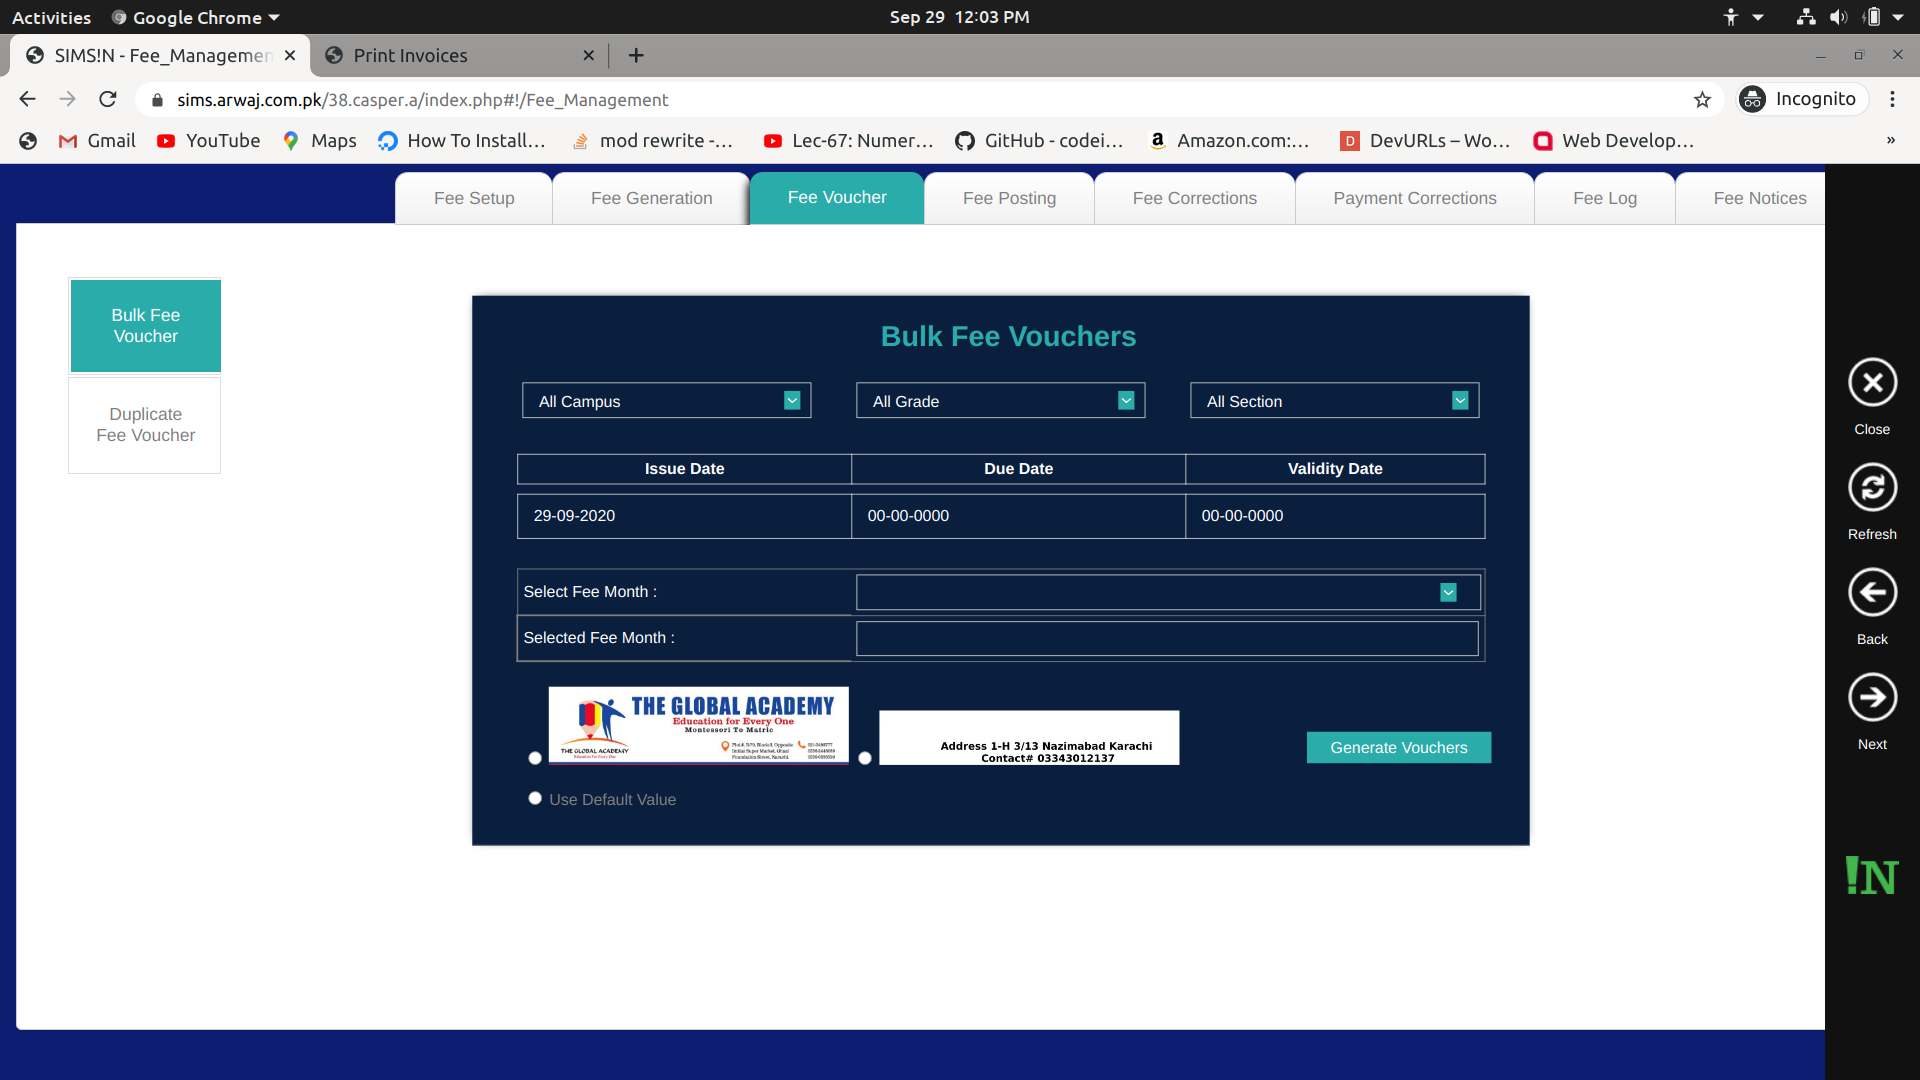 Activities Google Chrome Sep 29 12:03 PM
SIMS!N - Fee_Managemen Print Invoices
sims.arwaj.com.pk/38.casper.a/index.php#!/Fee_Management Incognito
Gmail YouTube Maps How To Install... mod rewrite -... Lec-67: Numer... GitHub - codei... Amazon.com:... D DevURLs – Wo... Web Develop... »
Fee Setup Fee Generation Fee Voucher Fee Posting Fee Corrections Payment Corrections Fee Log Fee Notices
Bulk Fee
Voucher
Duplicate
Fee Voucher
Bulk Fee Vouchers
All Campus All Grade All Section
Issue Date Due Date Validity Date
29-09-2020 00-00-0000 00-00-0000
Select Fee Month :
Selected Fee Month :
THE GLOBAL ACADEMY
Education for Every One
Montessori To Matric
THE GLOBAL ACADEMY
Address 1-H 3/13 Nazimabad Karachi
Contact# 03343012137
Generate Vouchers
Use Default Value
Close
Refresh
Back
Next
!N